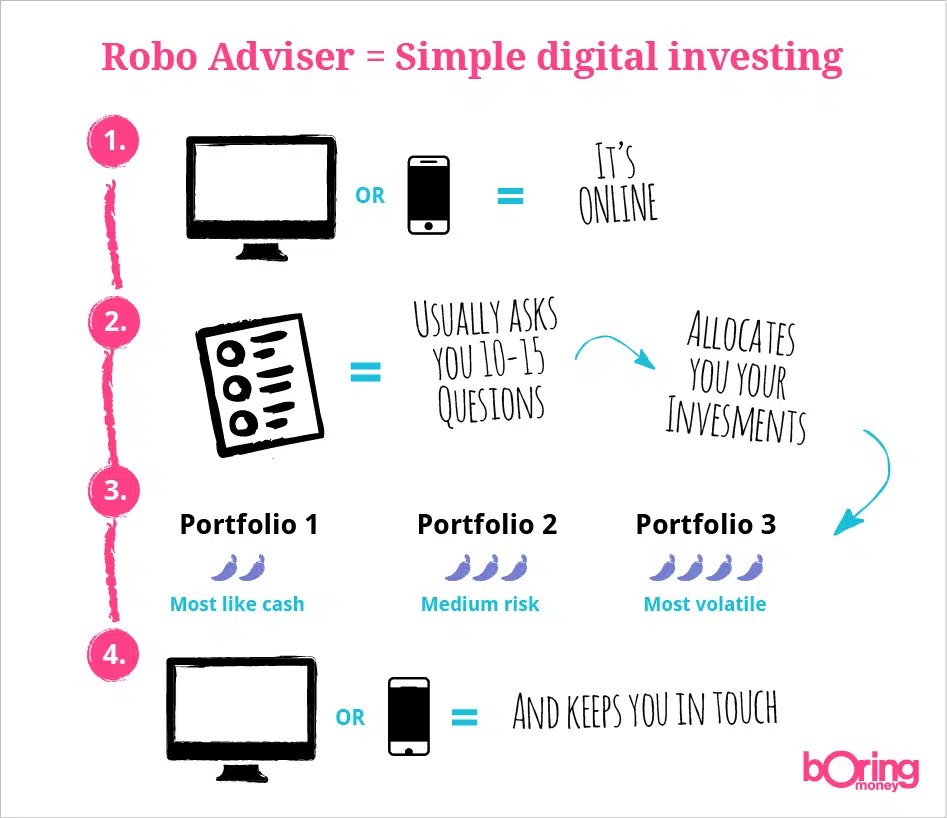 Robo Adviser = Simple digital investing
1.
OR
=
IT'S
ONLINE
2.
=
USUALLY ASKS
YOU 10-15
QUESIONS
ALLOCATES
YOU YOUR
INVESMENTS
3.
Portfolio 1
Portfolio 2
Portfolio 3
Most like cash
Medium risk
Most volatile
4.
OR
=
AND KEEPS YOU IN TOUCH
bOring
money